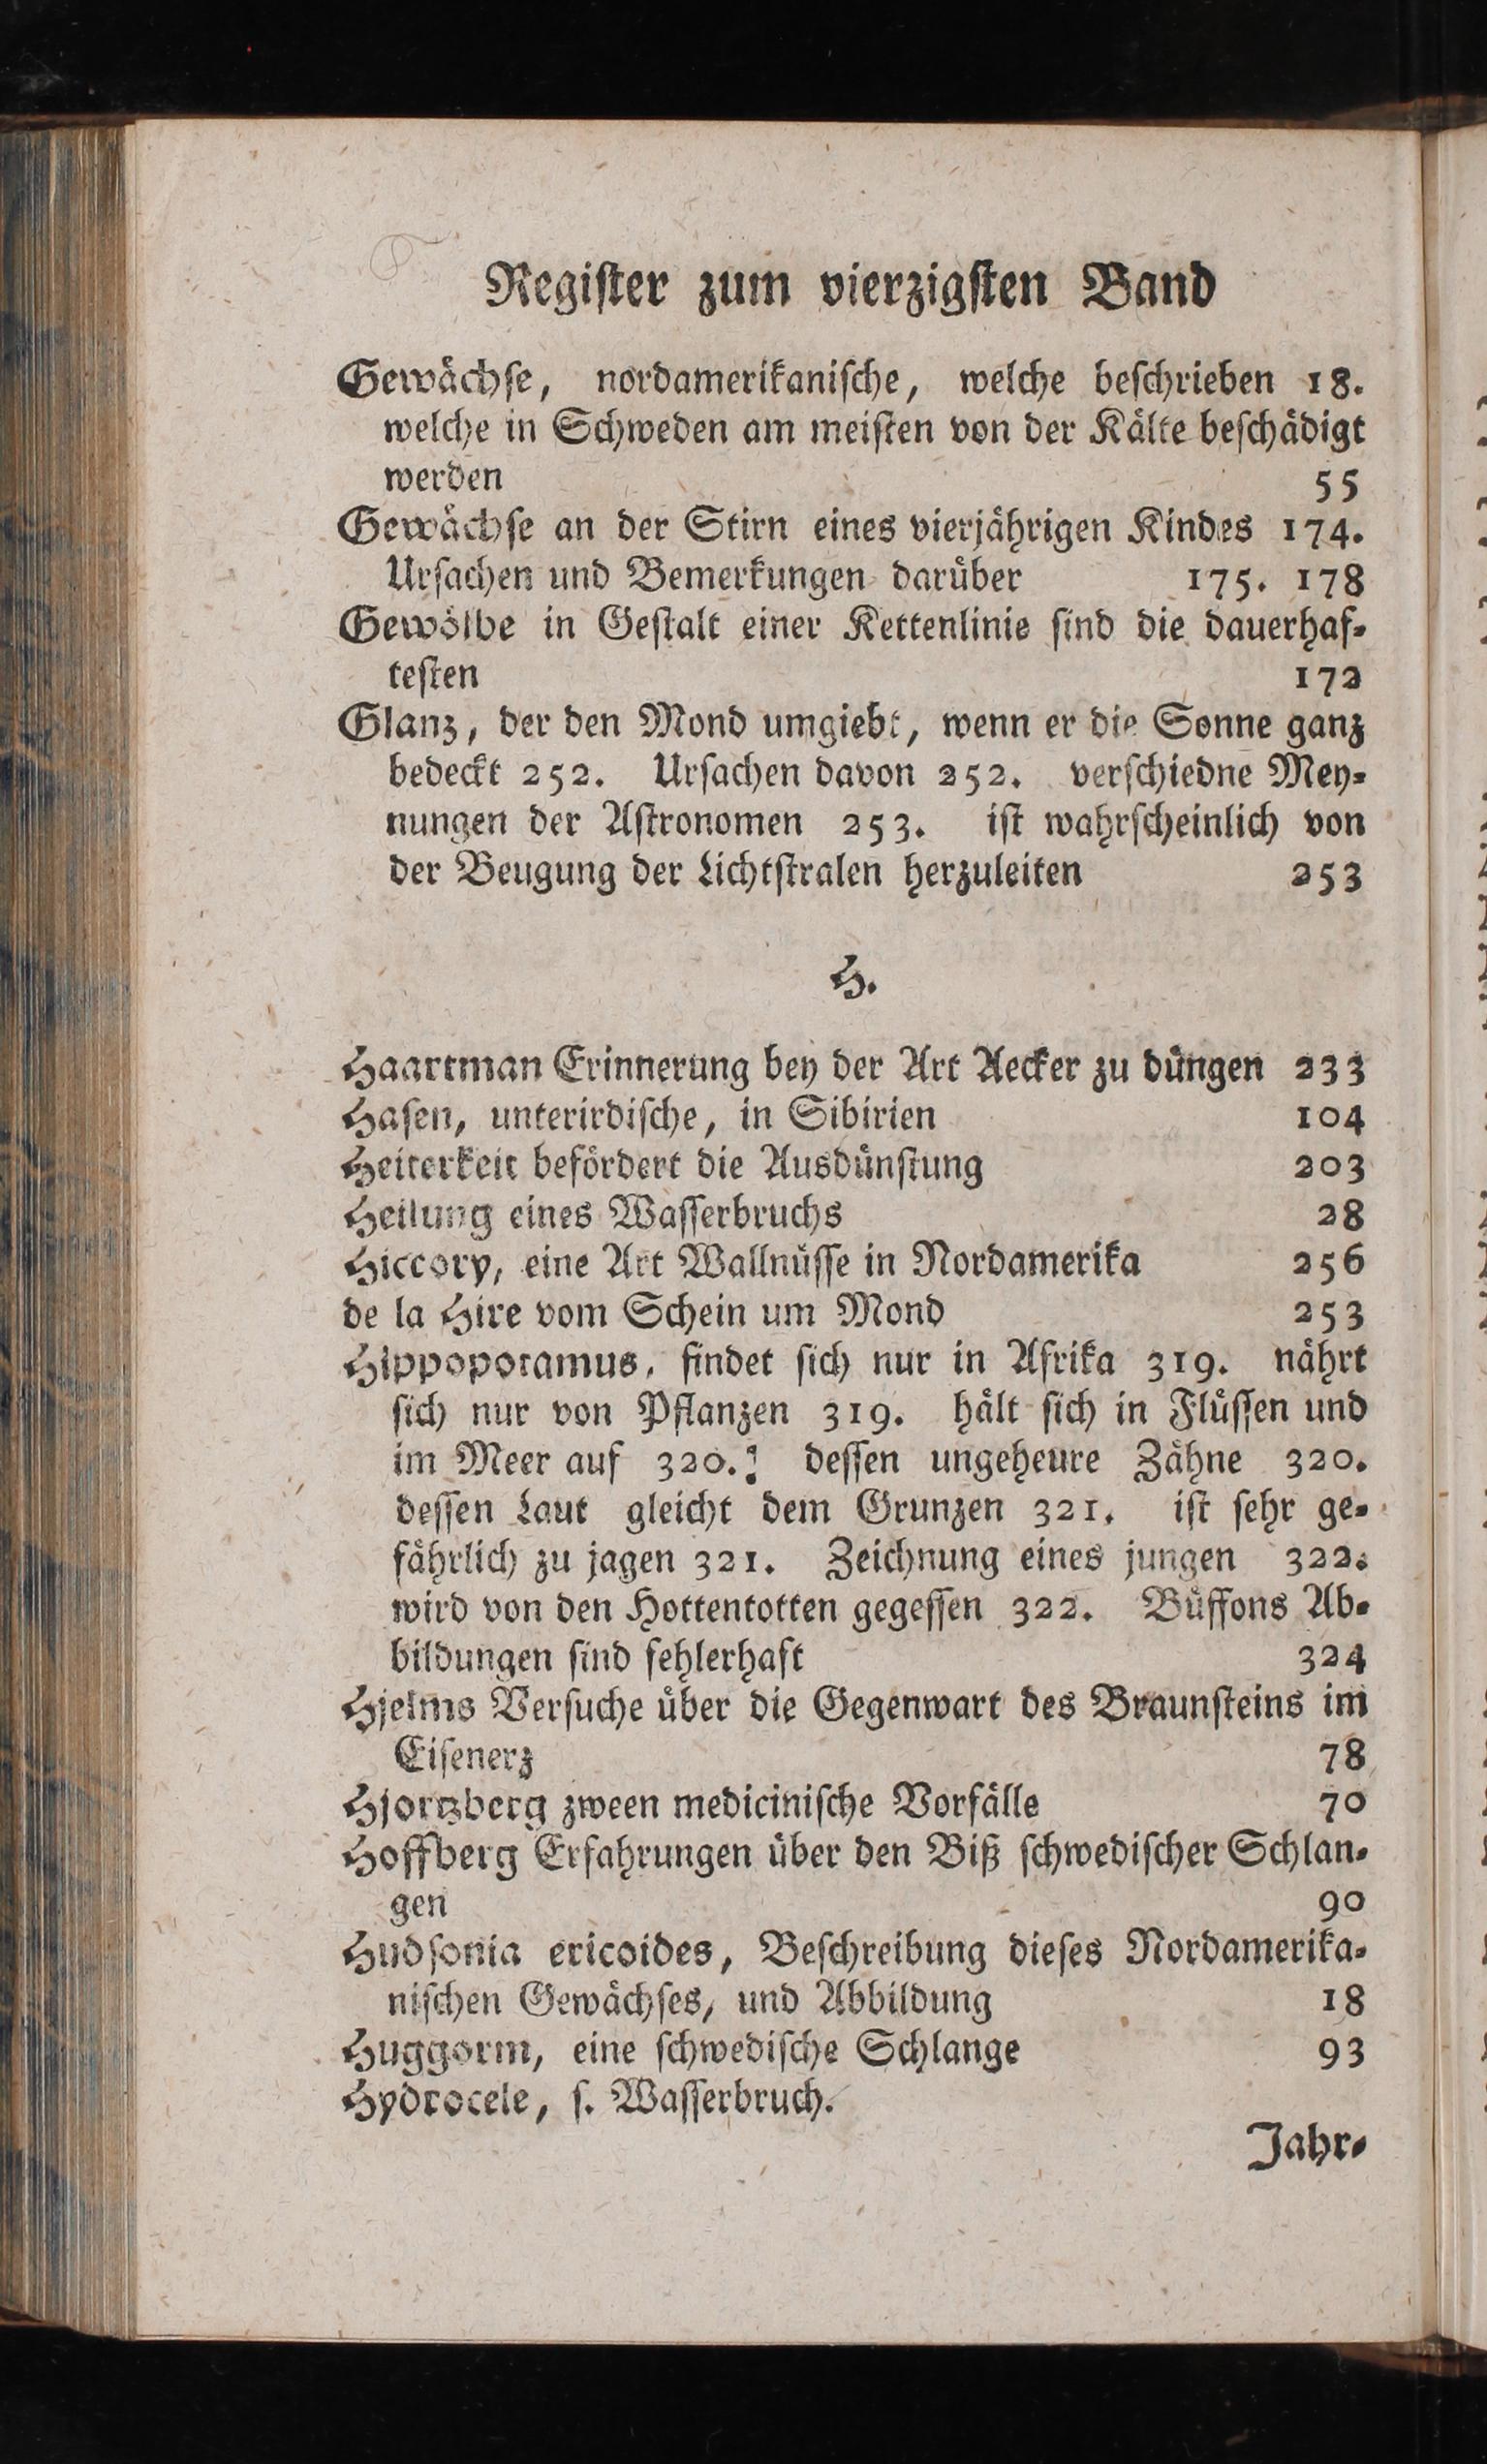 Regiſter zum vierzigſten Band
Gewächſe, nordamerikaniſche, welche beſchrieben 18.
welche in Schweden am meiſten von der Kälte beſchädigt
werden 55
Gewächſe an der Stirn eines vierjährigen Kindes 174.
Urſachen und Bemerkungen darüber 175. 178
Gewölbe in Geſtalt einer Kettenlinie ſind die dauerhaf-
teſten 172
Glanz, der den Mond umgiebt, wenn er die Sonne ganz
bedeckt 252. Urſachen davon 252. verſchiedne Mey-
nungen der Aſtronomen 253. iſt wahrſcheinlich von
der Beugung der Lichtſtralen herzuleiten 253
H.
Haartman Erinnerung bey der Art Aecker zu düngen 233
Haſen, unterirdiſche, in Sibirien 104
Heiterkeit befördert die Ausdünſtung 203
Heilung eines Waſſerbruchs 28
Hiccory, eine Art Wallnüſſe in Nordamerika 256
de la Hire vom Schein um Mond 253
Hippopotamus, findet ſich nur in Afrika 319. nährt
ſich nur von Pflanzen 319. hält ſich in Flüſſen und
im Meer auf 320. deſſen ungeheure Zähne 320.
deſſen Laut gleicht dem Grunzen 321. iſt ſehr ge-
fährlich zu jagen 321. Zeichnung eines jungen 322.
wird von den Hottentotten gegeſſen 322. Büffons Ab-
bildungen ſind fehlerhaft 324
Hjelms Verſuche über die Gegenwart des Braunſteins im
Eiſenerz 78
Hjortzberg zween mediciniſche Vorfälle 70
Hoffberg Erfahrungen über den Biß ſchwediſcher Schlan-
gen 90
Hudſonia ericoides, Beſchreibung dieſes Nordamerika-
niſchen Gewächſes, und Abbildung 18
Huggorm, eine ſchwediſche Schlange 93
Hydrocele, ſ. Waſſerbruch.
Jahr-